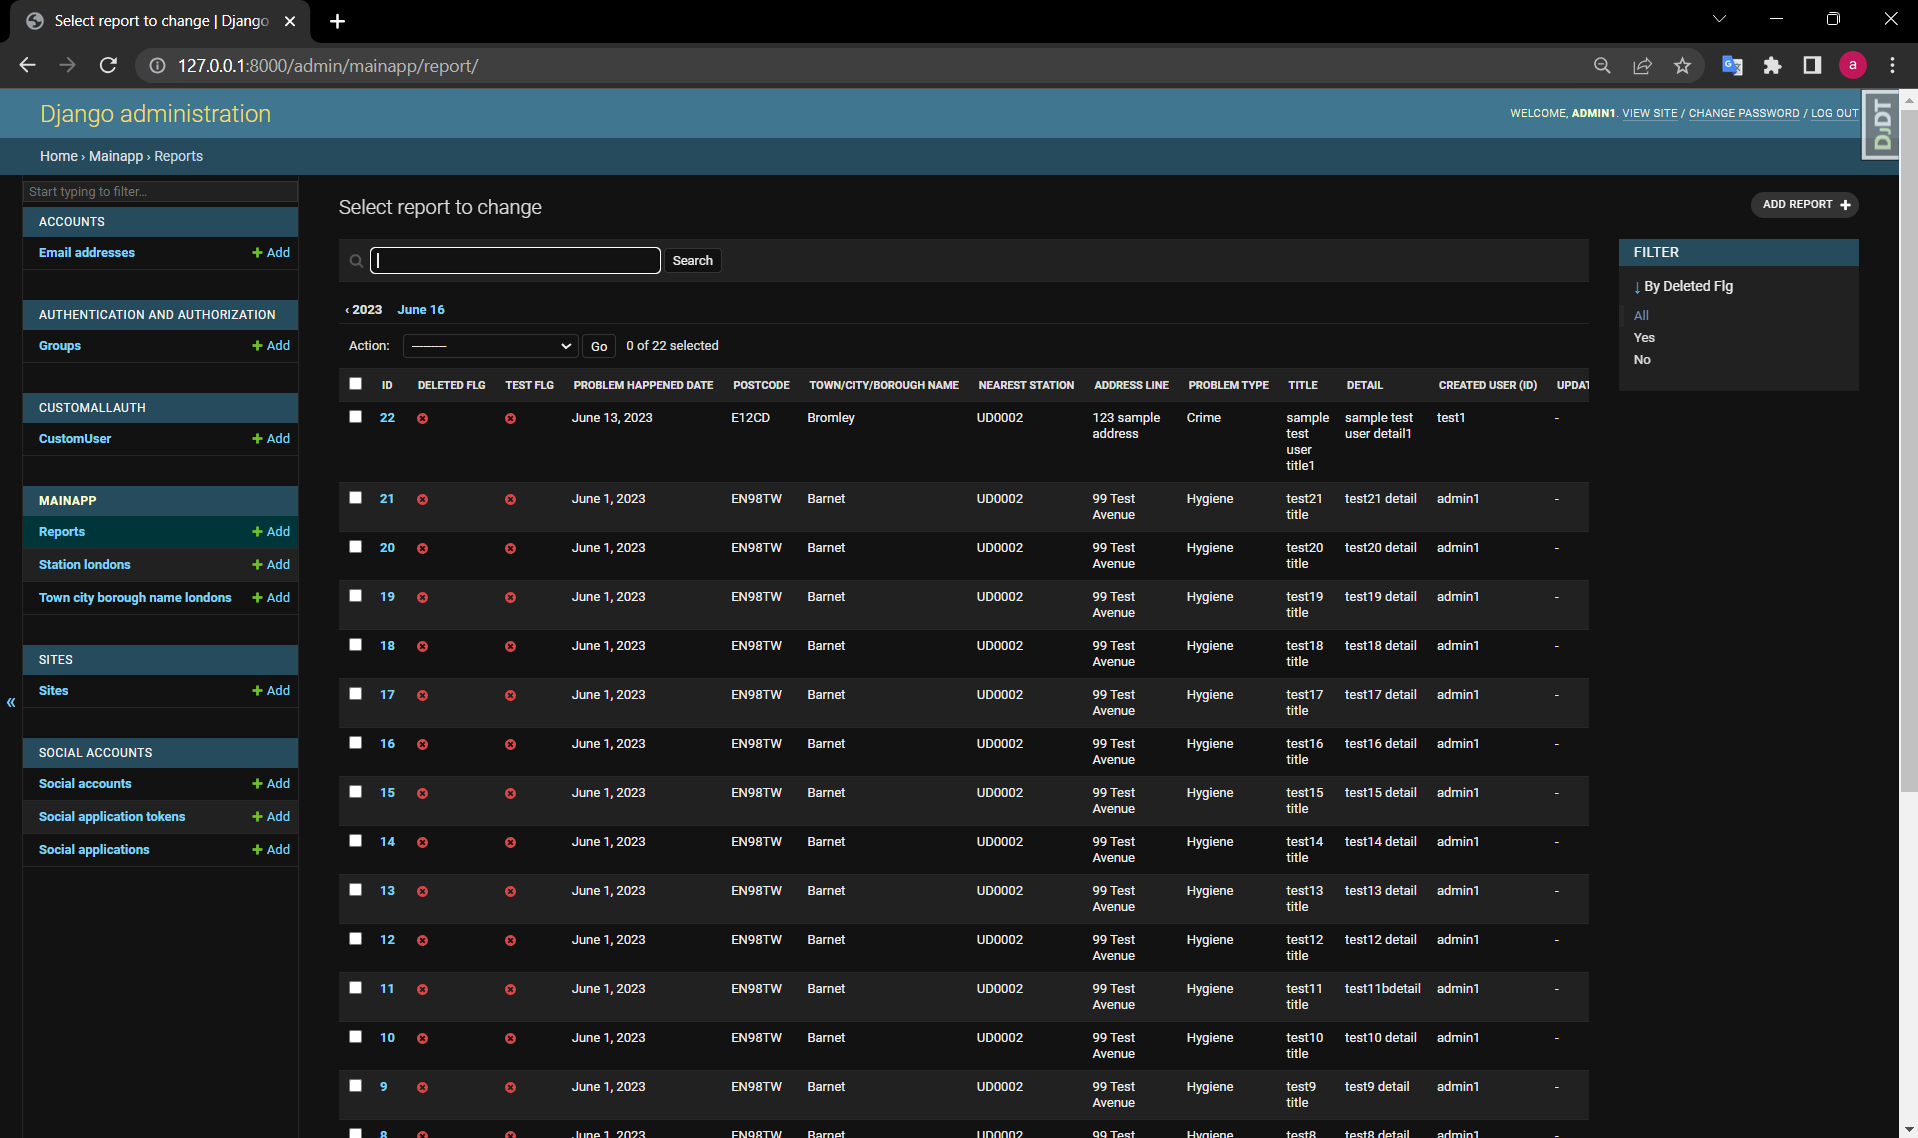 Select report to change | Django
127.0.0.1:8000/admin/mainapp/report/
a
Django administration
WELCOME, ADMIN1. VIEW SITE / CHANGE PASSWORD / LOG OUT
DJDT
Home › Mainapp › Reports
Start typing to filter...
ACCOUNTS
Email addresses + Add
AUTHENTICATION AND AUTHORIZATION
Groups + Add
CUSTOMALLAUTH
CustomUser + Add
MAINAPP
Reports + Add
Station londons + Add
Town city borough name londons + Add
SITES
Sites + Add
SOCIAL ACCOUNTS
Social accounts + Add
Social application tokens + Add
Social applications + Add
«
Select report to change
ADD REPORT +
Search
‹ 2023 June 16
Action: --------- Go 0 of 22 selected
ID DELETED FLG TEST FLG PROBLEM HAPPENED DATE POSTCODE TOWN/CITY/BOROUGH NAME NEAREST STATION ADDRESS LINE PROBLEM TYPE TITLE DETAIL CREATED USER (ID) UPDAT
22 June 13, 2023 E12CD Bromley UD0002 123 sample address Crime sample test user title1 sample test user detail1 test1 -
21 June 1, 2023 EN98TW Barnet UD0002 99 Test Avenue Hygiene test21 title test21 detail admin1 -
20 June 1, 2023 EN98TW Barnet UD0002 99 Test Avenue Hygiene test20 title test20 detail admin1 -
19 June 1, 2023 EN98TW Barnet UD0002 99 Test Avenue Hygiene test19 title test19 detail admin1 -
18 June 1, 2023 EN98TW Barnet UD0002 99 Test Avenue Hygiene test18 title test18 detail admin1 -
17 June 1, 2023 EN98TW Barnet UD0002 99 Test Avenue Hygiene test17 title test17 detail admin1 -
16 June 1, 2023 EN98TW Barnet UD0002 99 Test Avenue Hygiene test16 title test16 detail admin1 -
15 June 1, 2023 EN98TW Barnet UD0002 99 Test Avenue Hygiene test15 title test15 detail admin1 -
14 June 1, 2023 EN98TW Barnet UD0002 99 Test Avenue Hygiene test14 title test14 detail admin1 -
13 June 1, 2023 EN98TW Barnet UD0002 99 Test Avenue Hygiene test13 title test13 detail admin1 -
12 June 1, 2023 EN98TW Barnet UD0002 99 Test Avenue Hygiene test12 title test12 detail admin1 -
11 June 1, 2023 EN98TW Barnet UD0002 99 Test Avenue Hygiene test11 title test11bdetail admin1 -
10 June 1, 2023 EN98TW Barnet UD0002 99 Test Avenue Hygiene test10 title test10 detail admin1 -
9 June 1, 2023 EN98TW Barnet UD0002 99 Test Avenue Hygiene test9 title test9 detail admin1 -
8 June 1, 2023 EN98TW Barnet UD0002 99 Test Hygiene test8 test8 detail admin1 -
FILTER
↓ By Deleted Flg
All
Yes
No